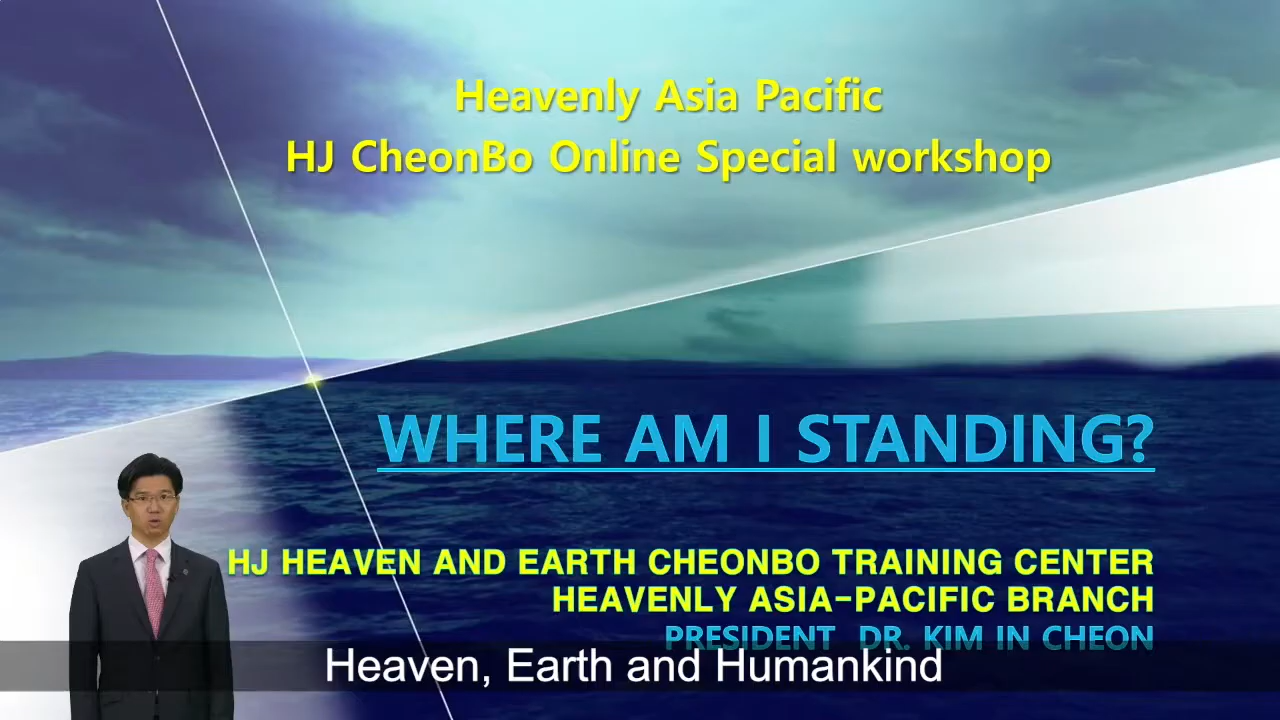 Heavenly Asia Pacific
HJ CheonBo Online Special workshop
WHERE AM I STANDING?
HJ HEAVEN AND EARTH CHEONBO TRAINING CENTER
HEAVENLY ASIA-PACIFIC BRANCH
PRESIDENT DR. KIM IN CHEON
Heaven, Earth and Humankind